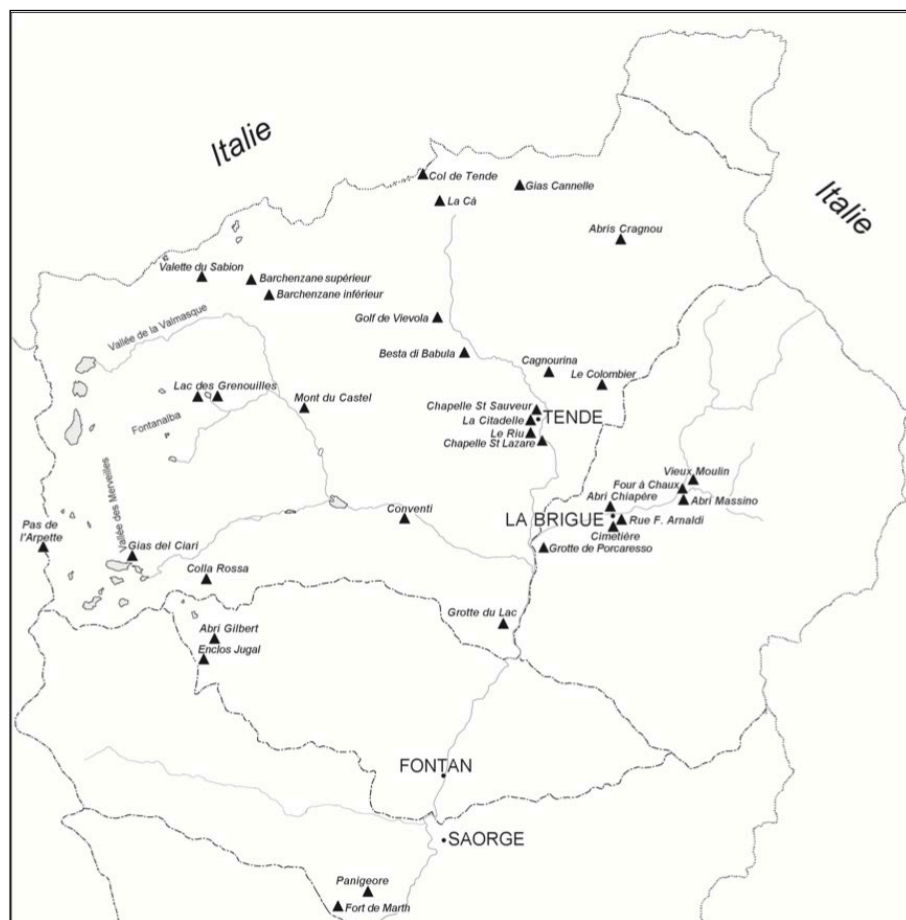 Italie
Italie
Col de Tende
Gias Cannelle
La Cà
Abris Cragnou
Valette du Sabion
Barchenzane supérieur
Barchenzane inférieur
Golf de Vievola
Vallée de la Valmasque
Besta di Babula
Cagnourina
Le Colombier
Lac des Grenouilles
Mont du Castel
Fontanalba
Chapelle St Sauveur
La Citadelle
TENDE
Le Riu
Chapelle St Lazare
Vallée des Merveilles
Vieux Moulin
Four à Chaux
Abri Massino
Abri Chiapère
LA BRIGUE
Rue F. Arnaldi
Cimetière
Conventi
Pas de
l'Arpette
Gias del Ciari
Grotte de Porcaresso
Colla Rossa
Grotte du Lac
Abri Gilbert
Enclos Jugal
FONTAN
SAORGE
Panigeore
Fort de Marth